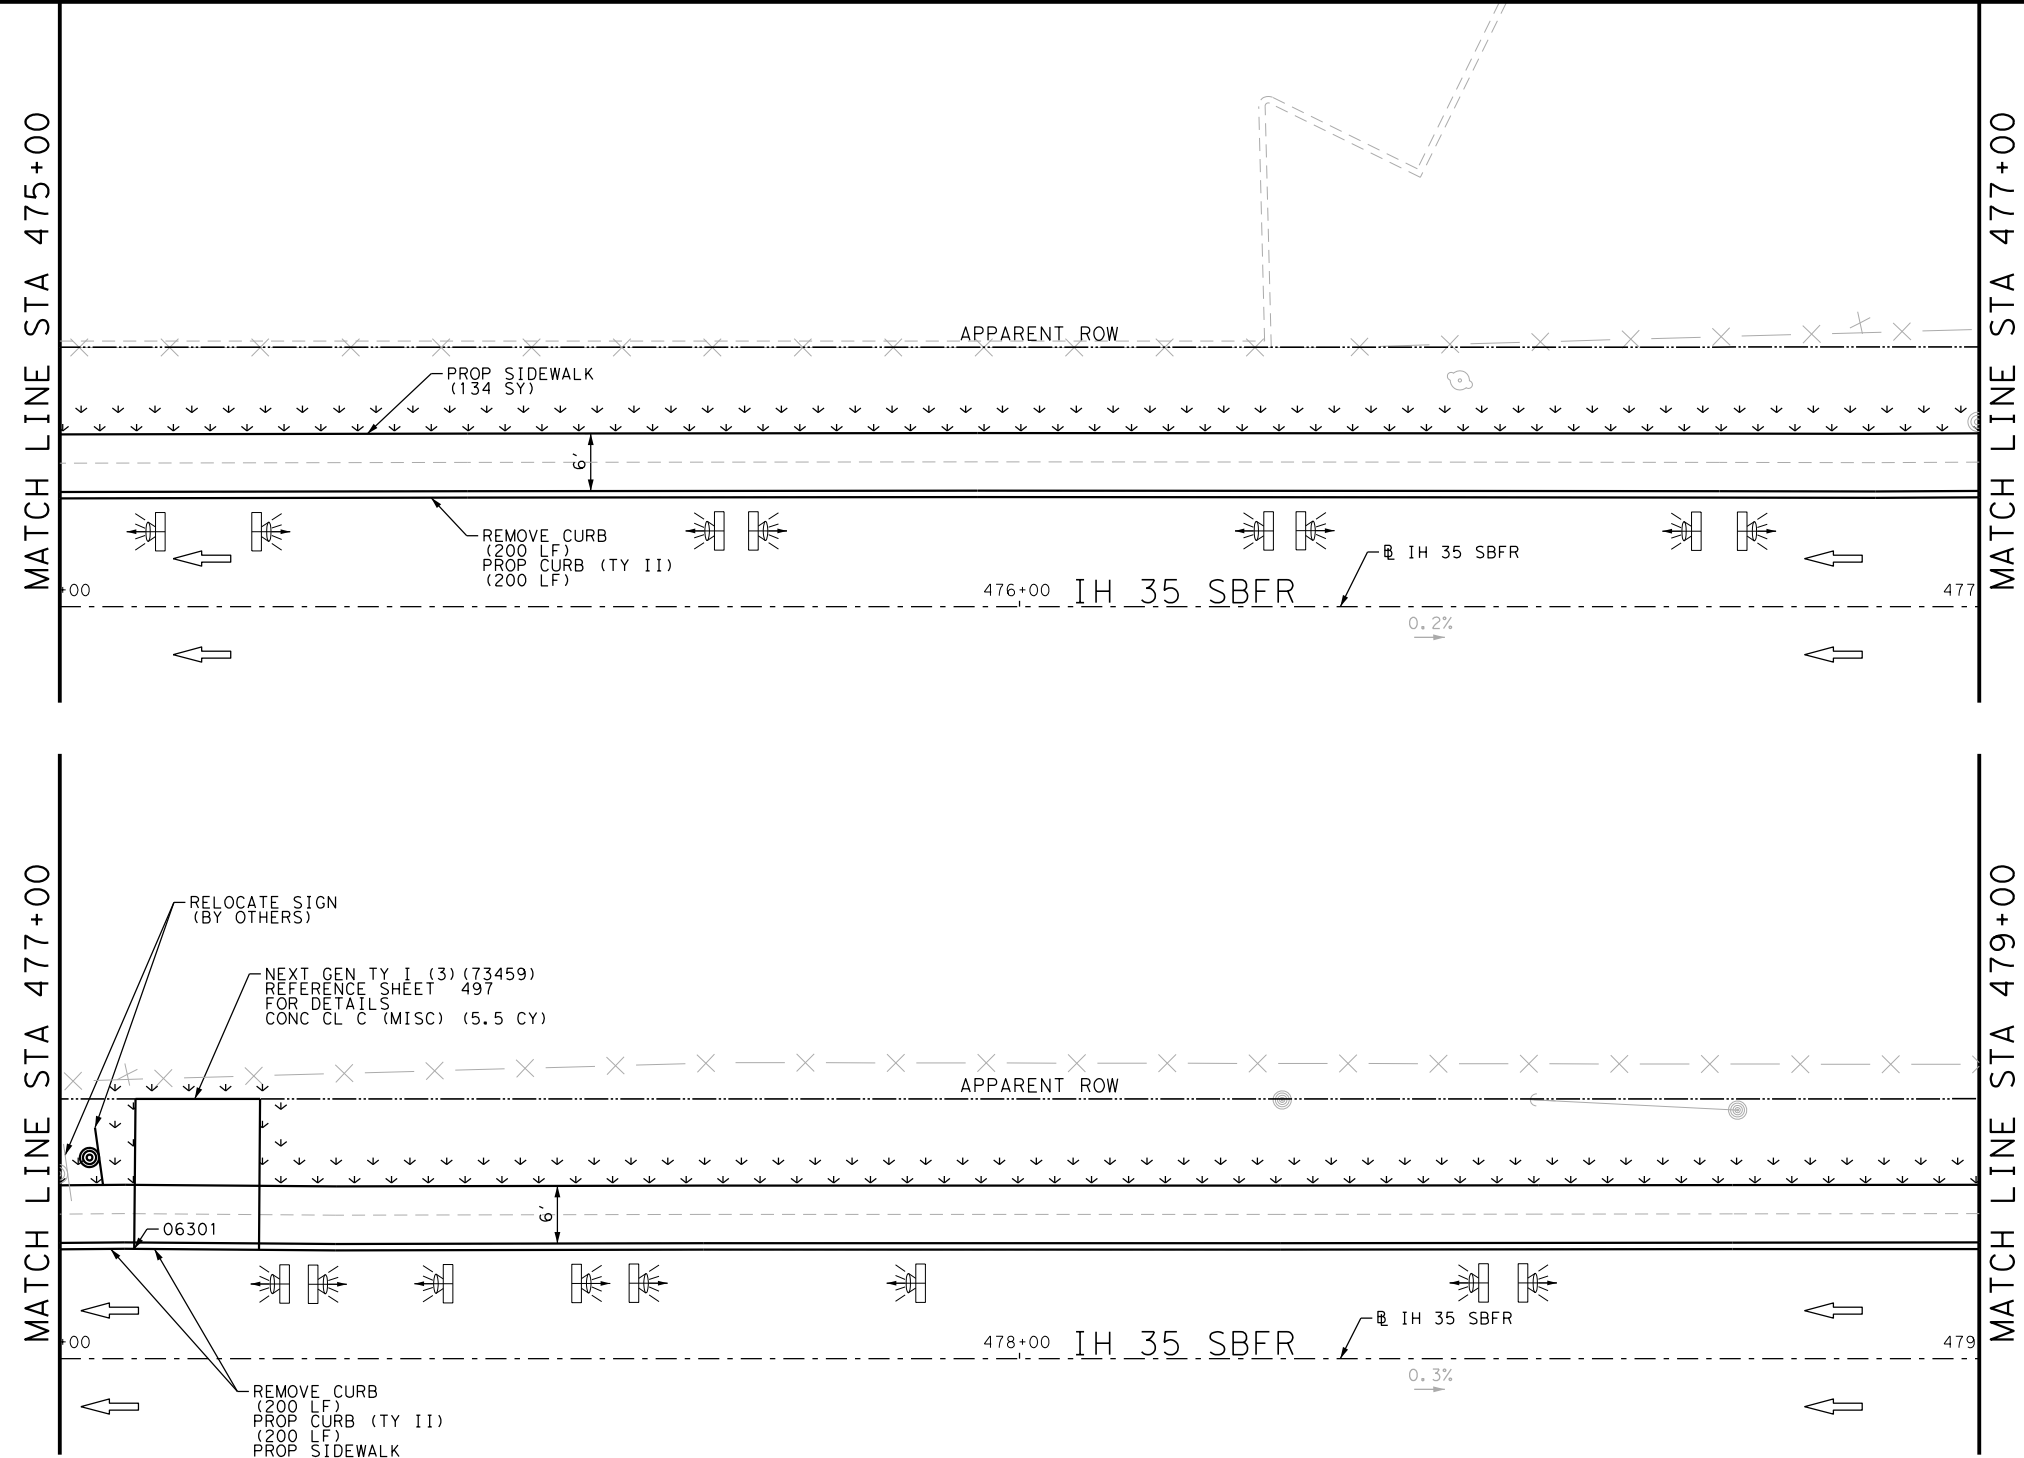 MATCH LINE STA 475+00
MATCH LINE STA 477+00
APPARENT ROW
PROP SIDEWALK
(134 SY)
6'
REMOVE CURB
(200 LF)
PROP CURB (TY II)
(200 LF)
℄ IH 35 SBFR
+00
476+00
IH 35 SBFR
477
0.2%
MATCH LINE STA 477+00
MATCH LINE STA 479+00
RELOCATE SIGN
(BY OTHERS)
NEXT GEN TY I (3)(73459)
REFERENCE SHEET 497
FOR DETAILS
CONC CL C (MISC) (5.5 CY)
APPARENT ROW
6'
06301
℄ IH 35 SBFR
+00
478+00
IH 35 SBFR
479
0.3%
REMOVE CURB
(200 LF)
PROP CURB (TY II)
(200 LF)
PROP SIDEWALK